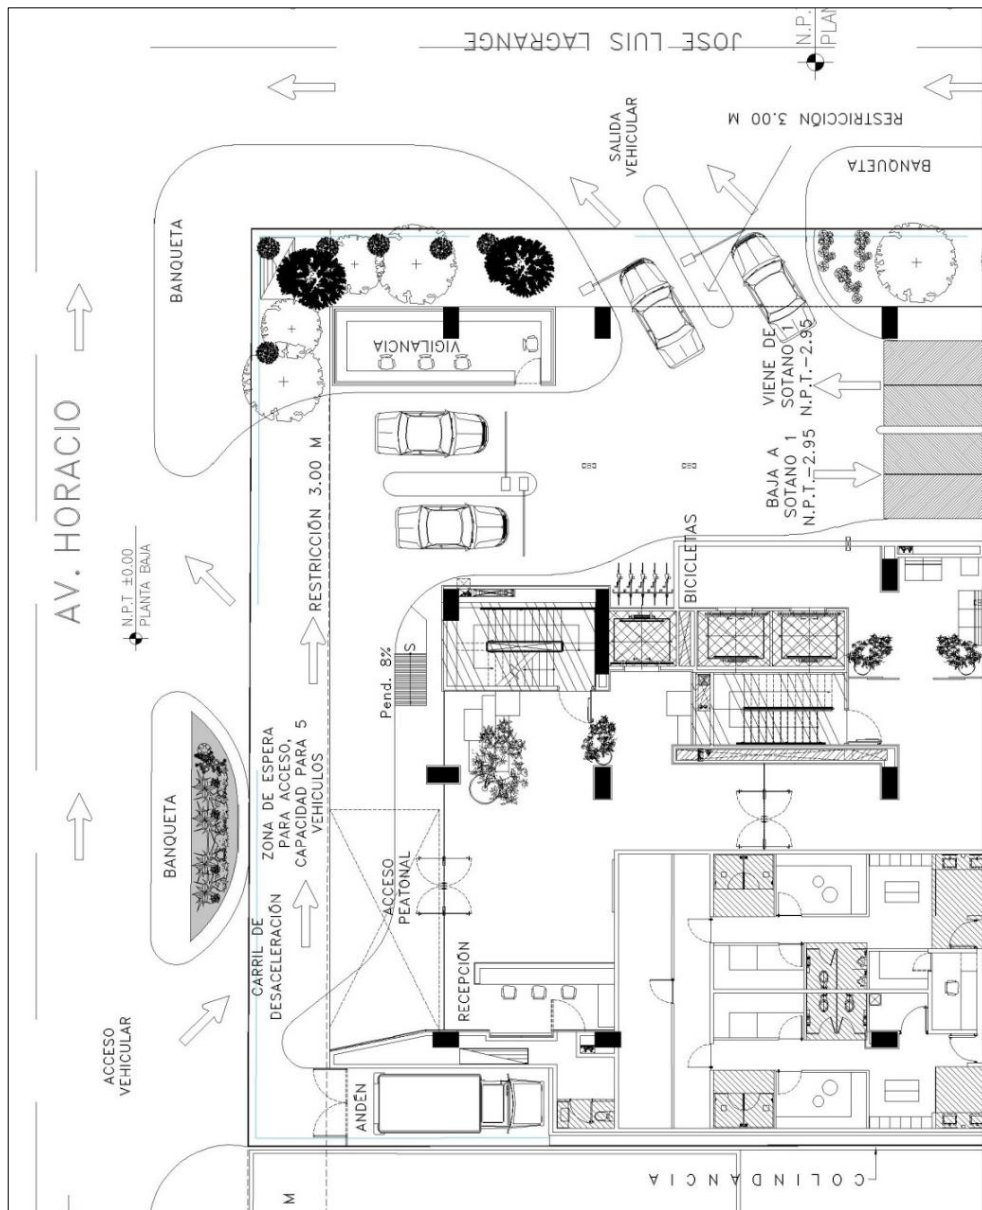 JOSE LUIS LAGRANGE
N.P.
PLAN
RESTRICCIÓN 3.00 M
SALIDA
VEHICULAR
BANQUETA
BANQUETA
VIGILANCIA
AV. HORACIO
N.P.T ±0.00
PLANTA BAJA
RESTRICCIÓN 3.00 M
VIENE DE
SOTANO 1
N.P.T.-2.95
BAJA A
SOTANO 1
N.P.T.-2.95
BICICLETAS
Pend. 8%
S
BANQUETA
ZONA DE ESPERA
PARA ACCESO,
CAPACIDAD PARA 5
VEHICULOS
CARRIL DE
DESACELERACIÓN
ACCESO
PEATONAL
RECEPCIÓN
ACCESO
VEHICULAR
ANDÉN
COLINDANCIA
M